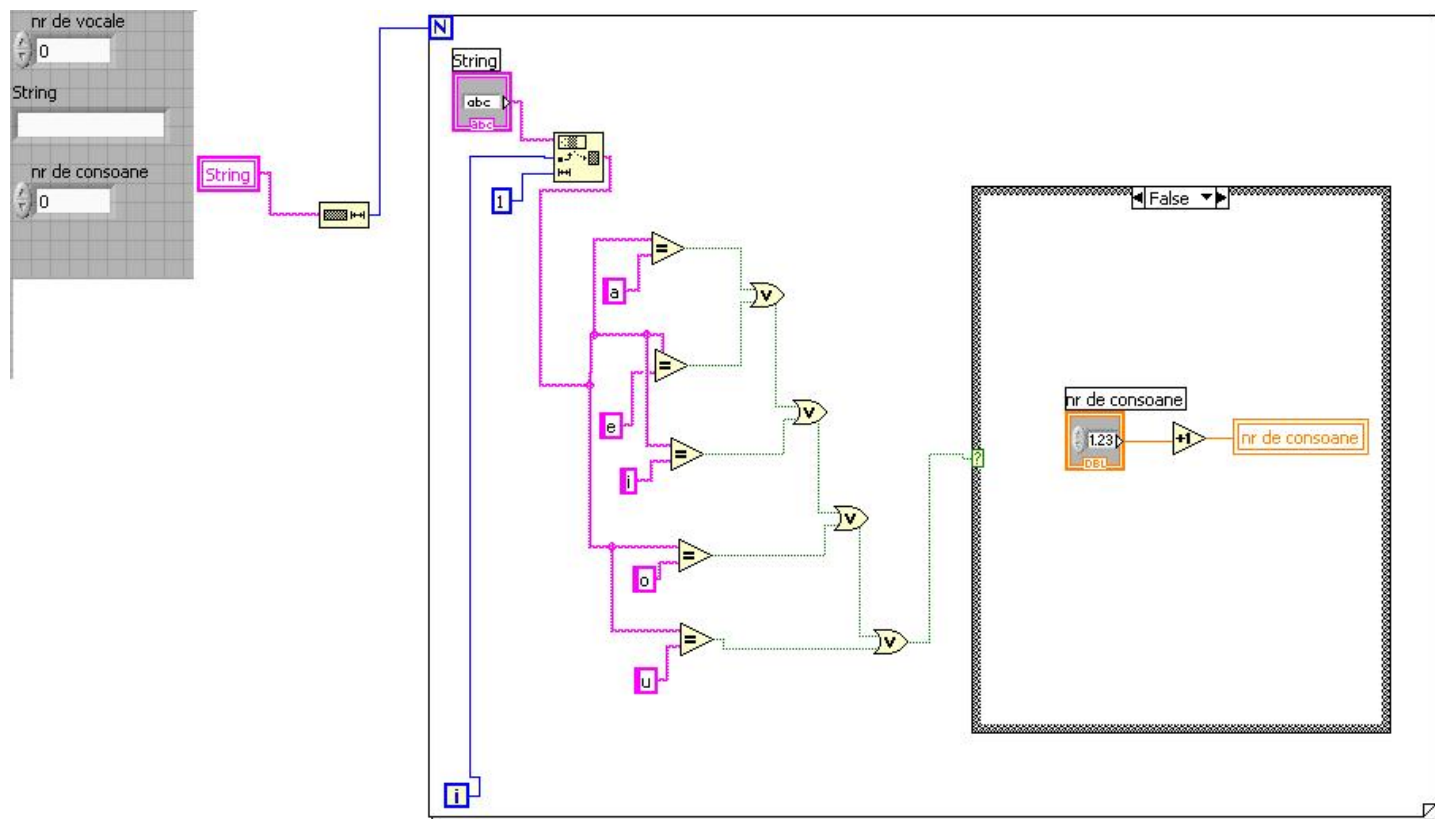 nr de vocale
0
String
nr de consoane
0
String
N
String
abc
abc
1
a
=
e
=
i
=
o
=
u
=
V
V
V
V
i
False
?
nr de consoane
1.23
DBL
+1
nr de consoane